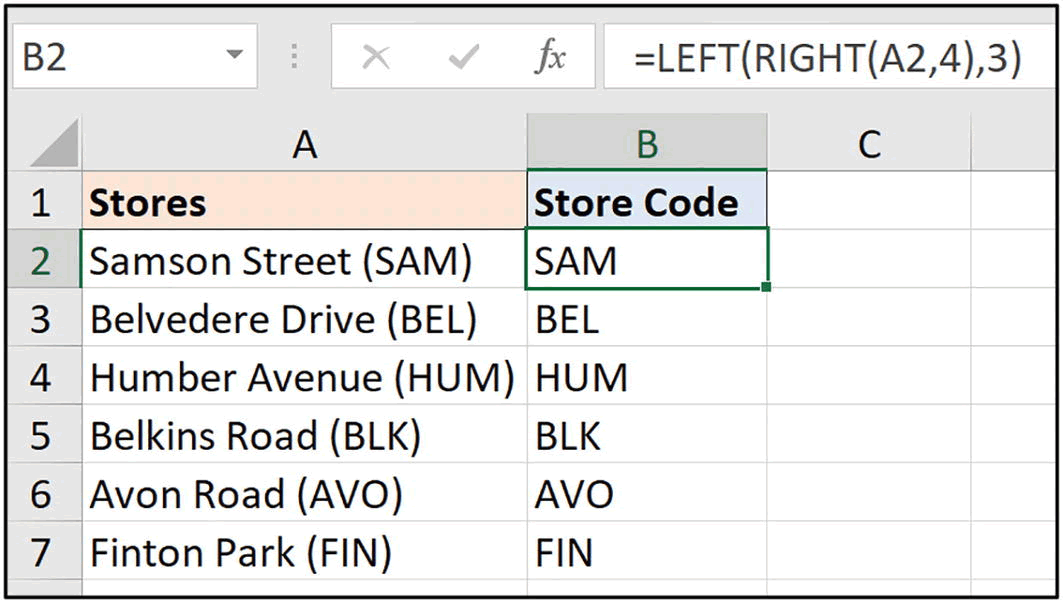 B2 fx =LEFT(RIGHT(A2,4),3)
A B C
1 Stores Store Code
2 Samson Street (SAM) SAM
3 Belvedere Drive (BEL) BEL
4 Humber Avenue (HUM) HUM
5 Belkins Road (BLK) BLK
6 Avon Road (AVO) AVO
7 Finton Park (FIN) FIN